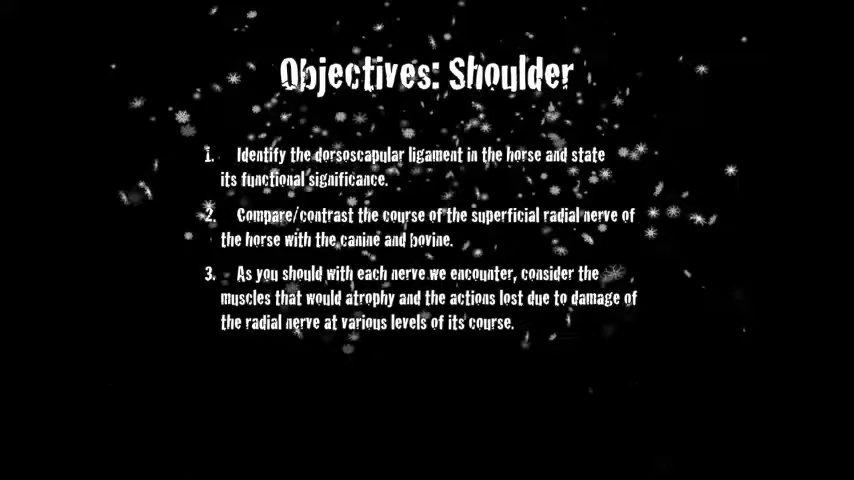 Objectives: Shoulder
1. Identify the dorsoscapular ligament in the horse and state
its functional significance.
2. Compare/contrast the course of the superficial radial nerve of
the horse with the canine and bovine.
3. As you should with each nerve we encounter, consider the
muscles that would atrophy and the actions lost due to damage of
the radial nerve at various levels of its course.